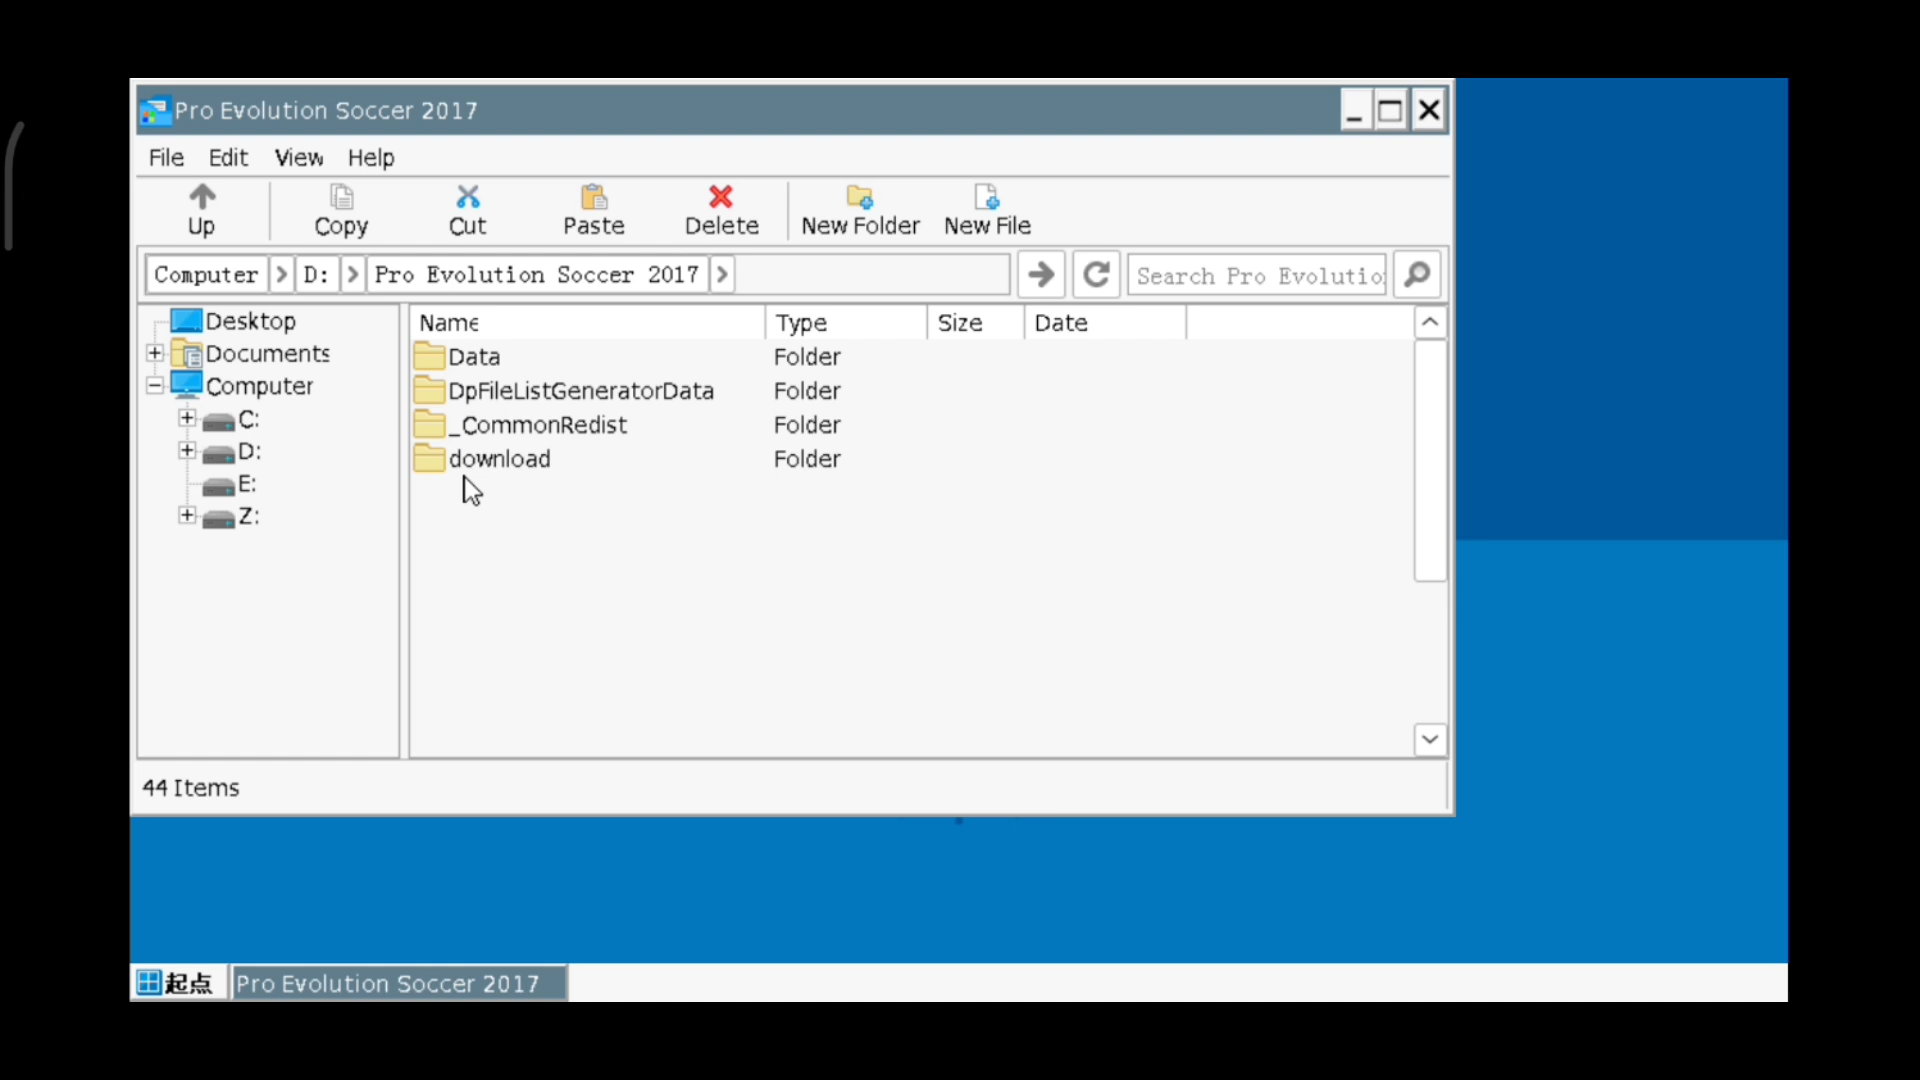 Pro Evolution Soccer 2017
File Edit View Help
Up Copy Cut Paste Delete New Folder New File
Computer D: Pro Evolution Soccer 2017 Search Pro Evolutio
Desktop
Documents
Computer
C:
D:
E:
Z:
Name Type Size Date
Data Folder
DpFileListGeneratorData Folder
_CommonRedist Folder
download Folder
44 Items
起点 Pro Evolution Soccer 2017